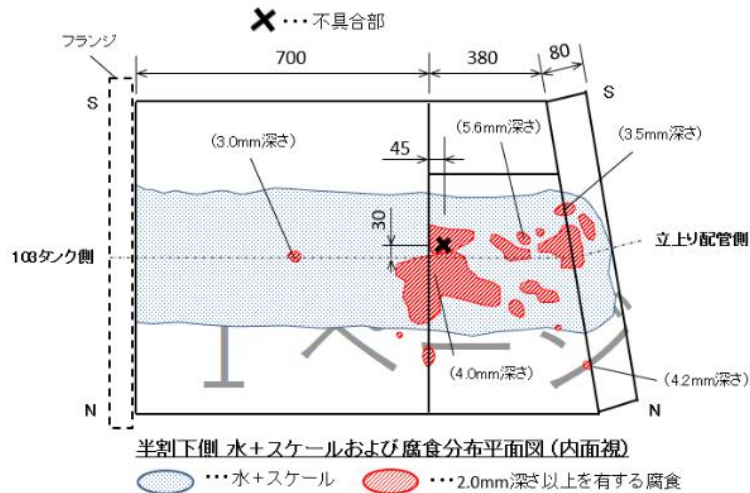 ✖・・・不具合部
フランジ
700
380
80
S
S
(3.0mm深さ)
45
(5.6mm深さ)
(3.5mm深さ)
30
103タンク側
立上り配管側
(4.0mm深さ)
(4.2mm深さ)
N
N
半割下側 水+スケールおよび腐食分布平面図(内面視)
・・・水+スケール
・・・2.0mm深さ以上を有する腐食